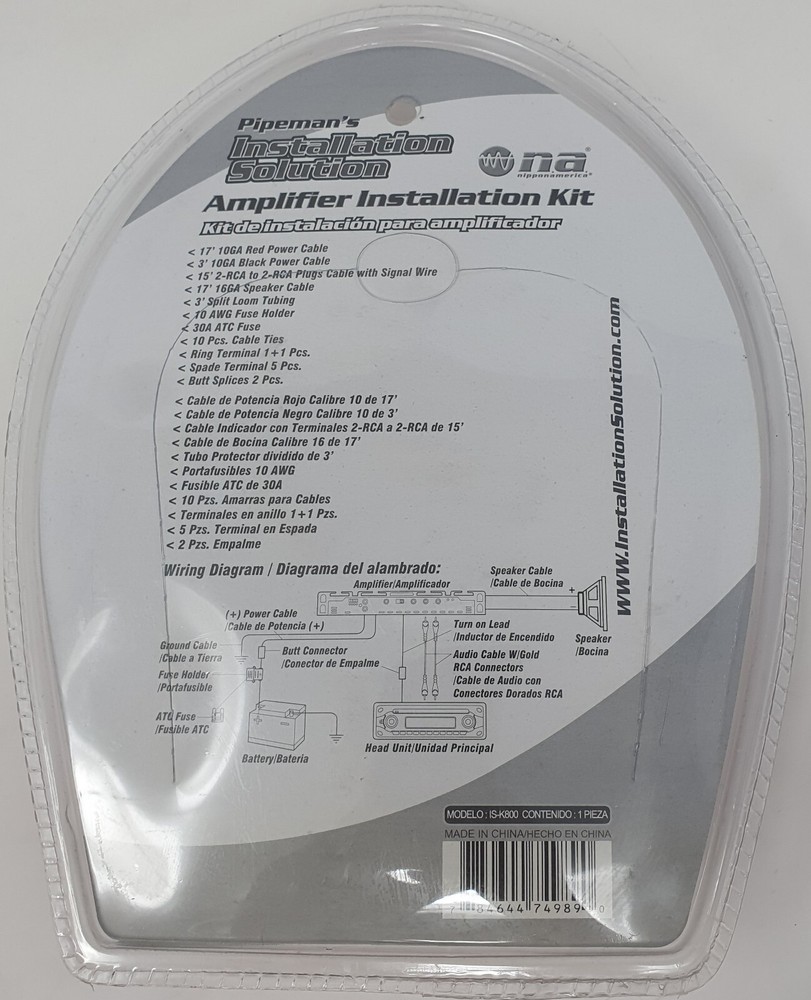 Pipeman's
Installation
Solution
na®
nipponamerica®
Amplifier Installation Kit
Kit de instalación para amplificador
< 17' 10GA Red Power Cable
< 3' 10GA Black Power Cable
< 15' 2-RCA to 2-RCA Plugs Cable with Signal Wire
< 17' 16GA Speaker Cable
< 3' Split Loom Tubing
< 10 AWG Fuse Holder
< 30A ATC Fuse
< 10 Pcs. Cable Ties
< Ring Terminal 1+1 Pcs.
< Spade Terminal 5 Pcs.
< Butt Splices 2 Pcs.
< Cable de Potencia Rojo Calibre 10 de 17'
< Cable de Potencia Negro Calibre 10 de 3'
< Cable Indicador con Terminales 2-RCA a 2-RCA de 15'
< Cable de Bocina Calibre 16 de 17'
< Tubo Protector dividido de 3'
< Portafusibles 10 AWG
< Fusible ATC de 30A
< 10 Pzs. Amarras para Cables
< Terminales en anillo 1+1 Pzs.
< 5 Pzs. Terminal en Espada
< 2 Pzs. Empalme
www.InstallationSolution.com
Wiring Diagram / Diagrama del alambrado:
Amplifier/Amplificador
Speaker Cable
/Cable de Bocina
+
Speaker
/Bocina
(+) Power Cable
/Cable de Potencia (+)
Turn on Lead
/Inductor de Encendido
Ground Cable
/Cable a Tierra
Butt Connector
/Conector de Empalme
Audio Cable W/Gold
RCA Connectors
/Cable de Audio con
Conectores Dorados RCA
Fuse Holder
/Portafusible
ATC Fuse
/Fusible ATC
+ -
Battery/Bateria
Head Unit/Unidad Principal
MODELO : IS-K800 CONTENIDO : 1 PIEZA
MADE IN CHINA/HECHO EN CHINA
7 84644 74989 0